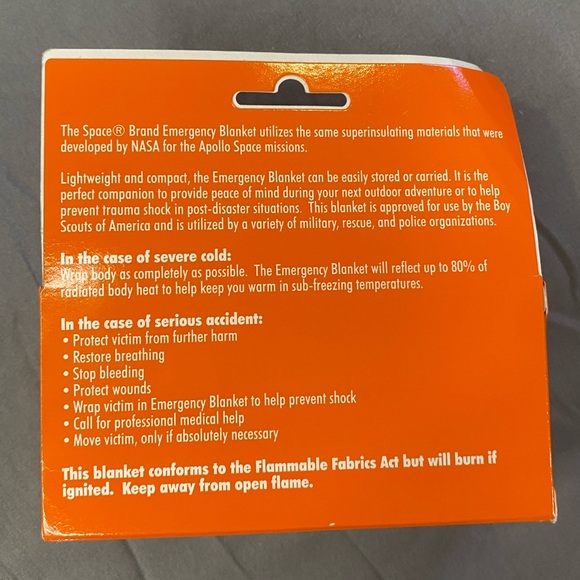 The Space® Brand Emergency Blanket utilizes the same superinsulating materials that were
developed by NASA for the Apollo Space missions.
Lightweight and compact, the Emergency Blanket can be easily stored or carried. It is the
perfect companion to provide peace of mind during your next outdoor adventure or to help
prevent trauma shock in post-disaster situations. This blanket is approved for use by the Boy
Scouts of America and is utilized by a variety of military, rescue, and police organizations.
In the case of severe cold:
Wrap body as completely as possible. The Emergency Blanket will reflect up to 80% of
radiated body heat to help keep you warm in sub-freezing temperatures.
In the case of serious accident:
• Protect victim from further harm
• Restore breathing
• Stop bleeding
• Protect wounds
• Wrap victim in Emergency Blanket to help prevent shock
• Call for professional medical help
• Move victim, only if absolutely necessary
This blanket conforms to the Flammable Fabrics Act but will burn if
ignited. Keep away from open flame.